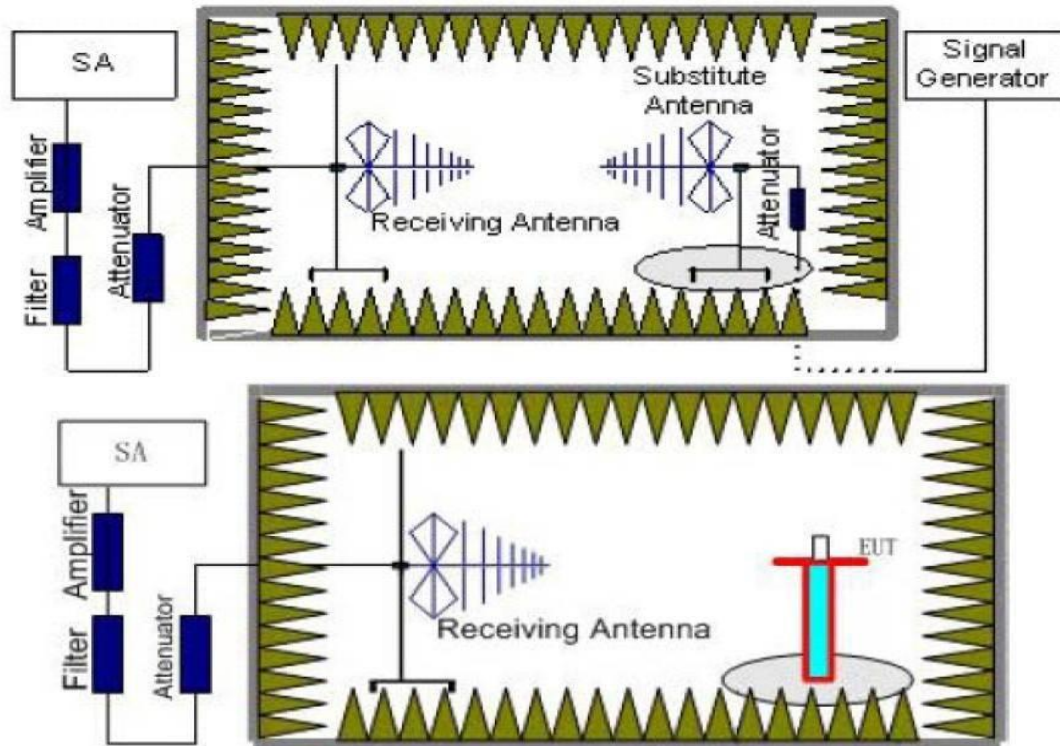 SA
Signal
Generator
Substitute
Antenna
Amplifier
Attenuator
Attenuator
Receiving Antenna
Filter
SA
Amplifier
EUT
Receiving Antenna
Filter
Attenuator